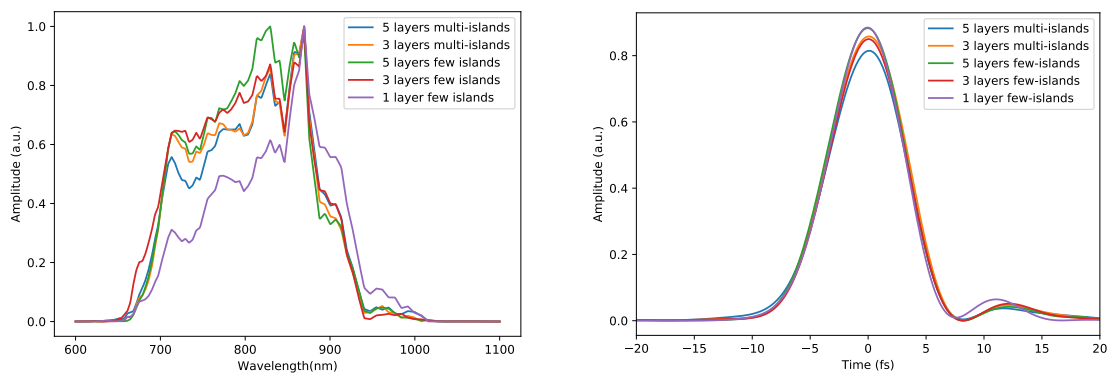 1.0
0.8
0.6
0.4
0.2
0.0
Amplitude (a.u.)
600 700 800 900 1000 1100
Wavelength(nm)
5 layers multi-islands
3 layers multi-islands
5 layers few islands
3 layers few islands
1 layer few islands
0.8
0.6
0.4
0.2
0.0
Amplitude (a.u.)
−20 −15 −10 −5 0 5 10 15 20
Time (fs)
5 layers multi-islands
3 layers multi-islands
5 layers few-islands
3 layers few-islands
1 layer few-islands